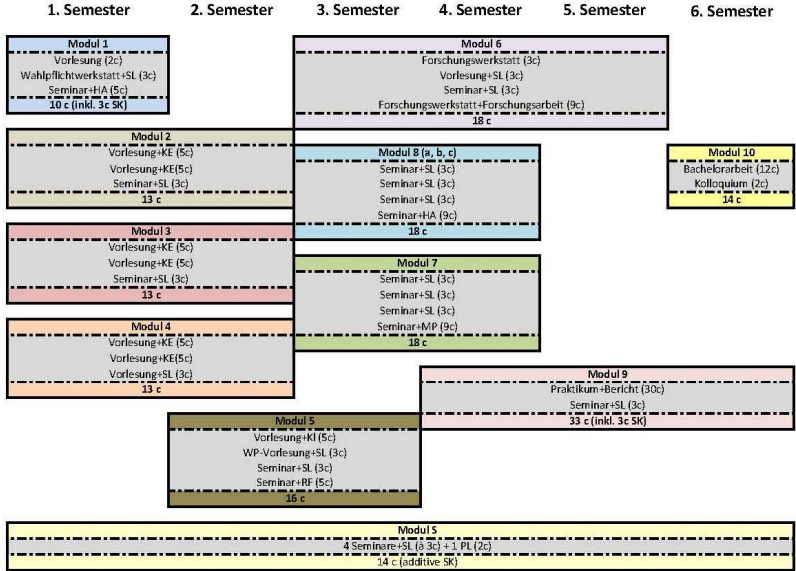 1. Semester 2. Semester 3. Semester 4. Semester 5. Semester 6. Semester
Modul 1
Vorlesung (2c)
Wahlpflichtwerkstatt+SL (3c)
Seminar+HA (5c)
10 c (inkl. 3c SK)
Modul 6
Forschungswerkstatt (3c)
Vorlesung+SL (3c)
Seminar+SL (3c)
Forschungswerkstatt+Forschungsarbeit (9c)
18 c
Modul 2
Vorlesung+KE (5c)
Vorlesung+KE(5c)
Seminar+SL (3c)
13 c
Modul 8 (a, b, c)
Seminar+SL (3c)
Seminar+SL (3c)
Seminar+SL (3c)
Seminar+HA (9c)
18 c
Modul 10
Bachelorarbeit (12c)
Kolloquium (2c)
14 c
Modul 3
Vorlesung+KE (5c)
Vorlesung+KE (5c)
Seminar+SL (3c)
13 c
Modul 7
Seminar+SL (3c)
Seminar+SL (3c)
Seminar+SL (3c)
Seminar+MP (9c)
18 c
Modul 4
Vorlesung+KE (5c)
Vorlesung+KE(5c)
Vorlesung+SL (3c)
13 c
Modul 9
Praktikum+Bericht (30c)
Seminar+SL (3c)
33 c (inkl. 3c SK)
Modul 5
Vorlesung+Kl (5c)
WP-Vorlesung+SL (3c)
Seminar+SL (3c)
Seminar+RF (5c)
16 c
Modul S
4 Seminare+SL (à 3c) + 1 PL (2c)
14 c (additive SK)